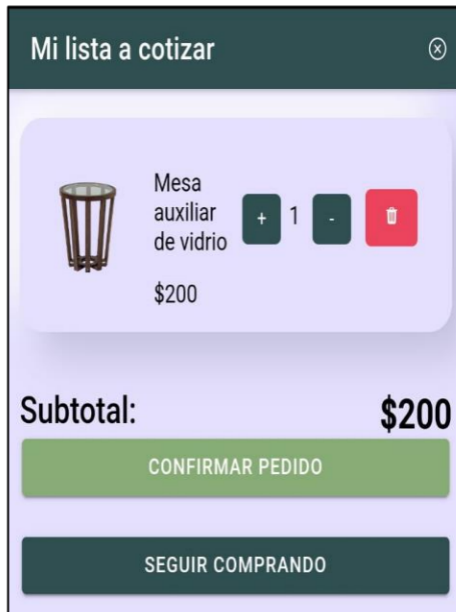 Mi lista a cotizar
Mesa
auxiliar
de vidrio
+ 1 -
$200
Subtotal: $200
CONFIRMAR PEDIDO
SEGUIR COMPRANDO